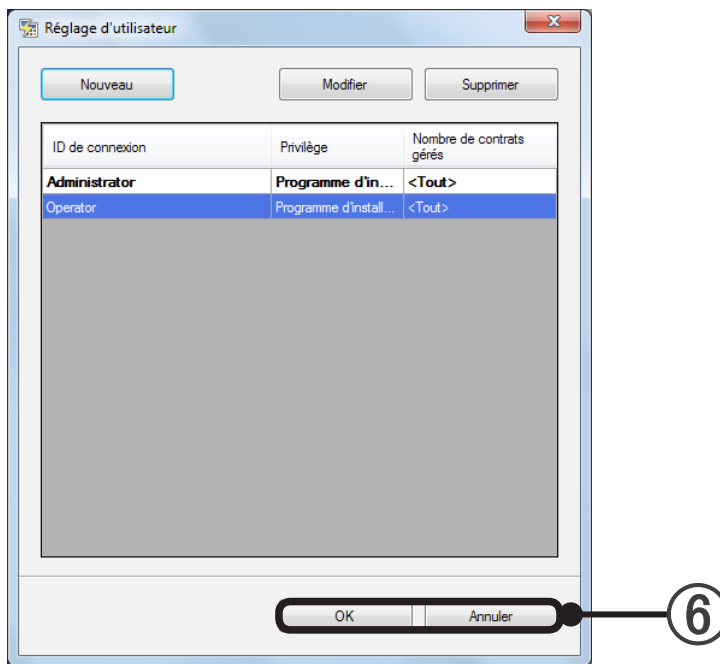 Réglage d'utilisateur
Nouveau
Modifier
Supprimer
ID de connexion
Privilège
Nombre de contrats
gérés
Administrator
Programme d'in...
<Tout>
Operator
Programme d'install...
<Tout>
OK
Annuler
6